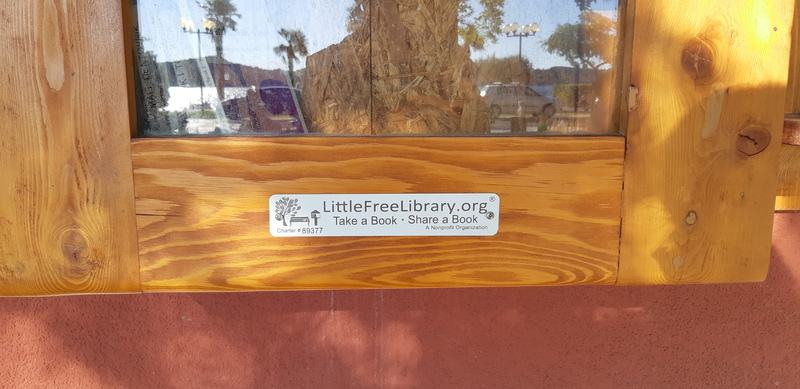 LittleFreeLibrary.org®
Take a Book · Share a Book
A Nonprofit Organization
Charter # 89377